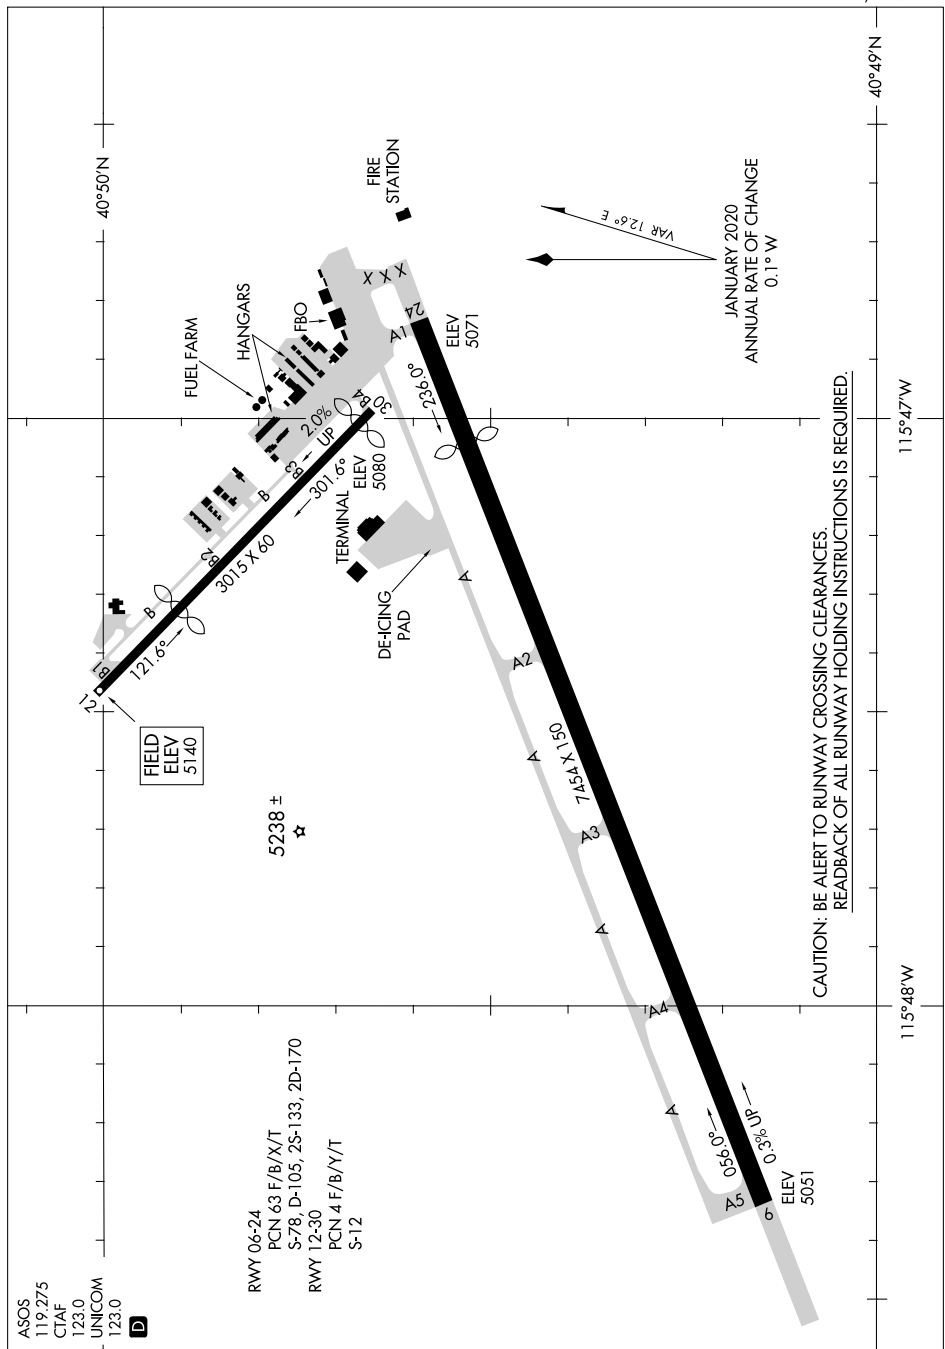 ASOS
119.275
CTAF
123.0
UNICOM
123.0
D
RWY 06-24
PCN 63 F/B/X/T
S-78, D-105, 2S-133, 2D-170
RWY 12-30
PCN 4 F/B/Y/T
S-12
40°50'N
40°49'N
115°47'W
115°48'W
FIELD
ELEV
5140
5238 ±
12
B1
121.6°
B
B2
3015 X 60
B
B3
301.6°
UP
2.0%
B4
30
ELEV
5080
FUEL FARM
HANGARS
FBO
FIRE
STATION
TERMINAL
DE-ICING
PAD
X X X
A1
24
ELEV
5071
236.0°
A
A2
A
7454 X 150
A3
A
A4
A
A5
056.0°
0.3% UP
6
ELEV
5051
VAR 12.6° E
JANUARY 2020
ANNUAL RATE OF CHANGE
0.1° W
CAUTION: BE ALERT TO RUNWAY CROSSING CLEARANCES.
READBACK OF ALL RUNWAY HOLDING INSTRUCTIONS IS REQUIRED.